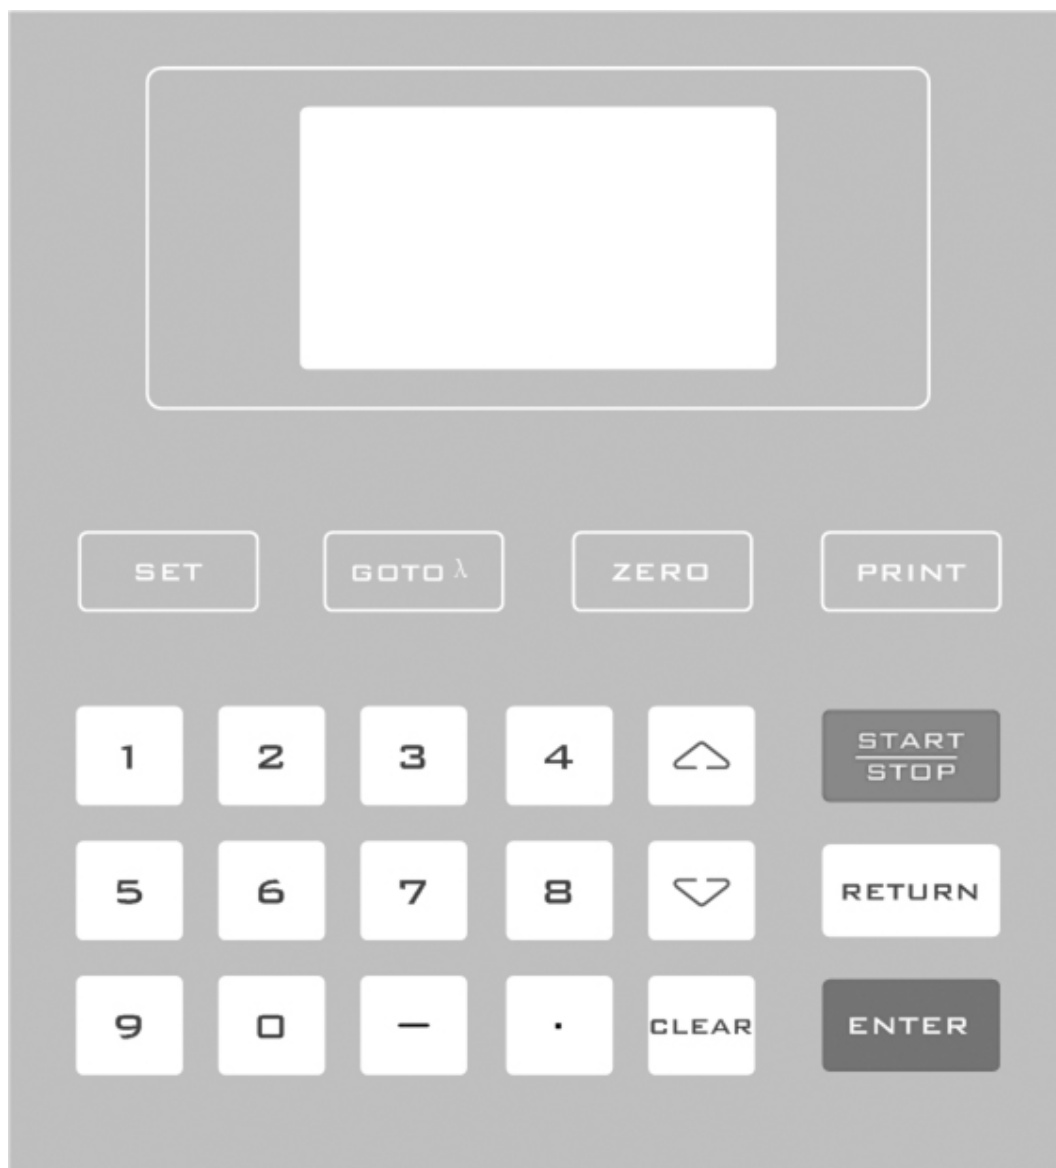 SET GOTO λ ZERO PRINT
1 2 3 4 START
STOP
5 6 7 8 RETURN
9 0 — . CLEAR ENTER